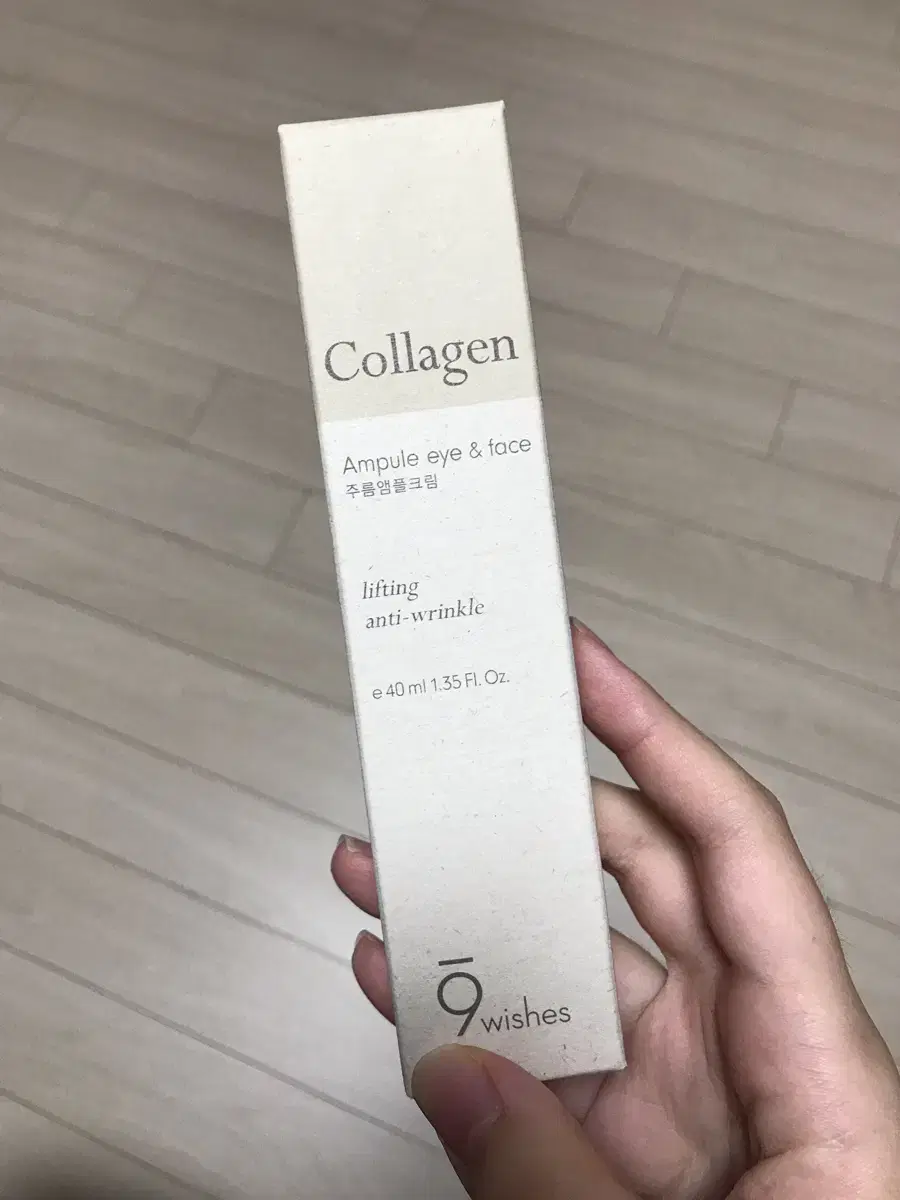 Collagen
Ampule eye & face
주름앰플크림
lifting
anti-wrinkle
e 40 ml 1.35 Fl. Oz.
9 wishes